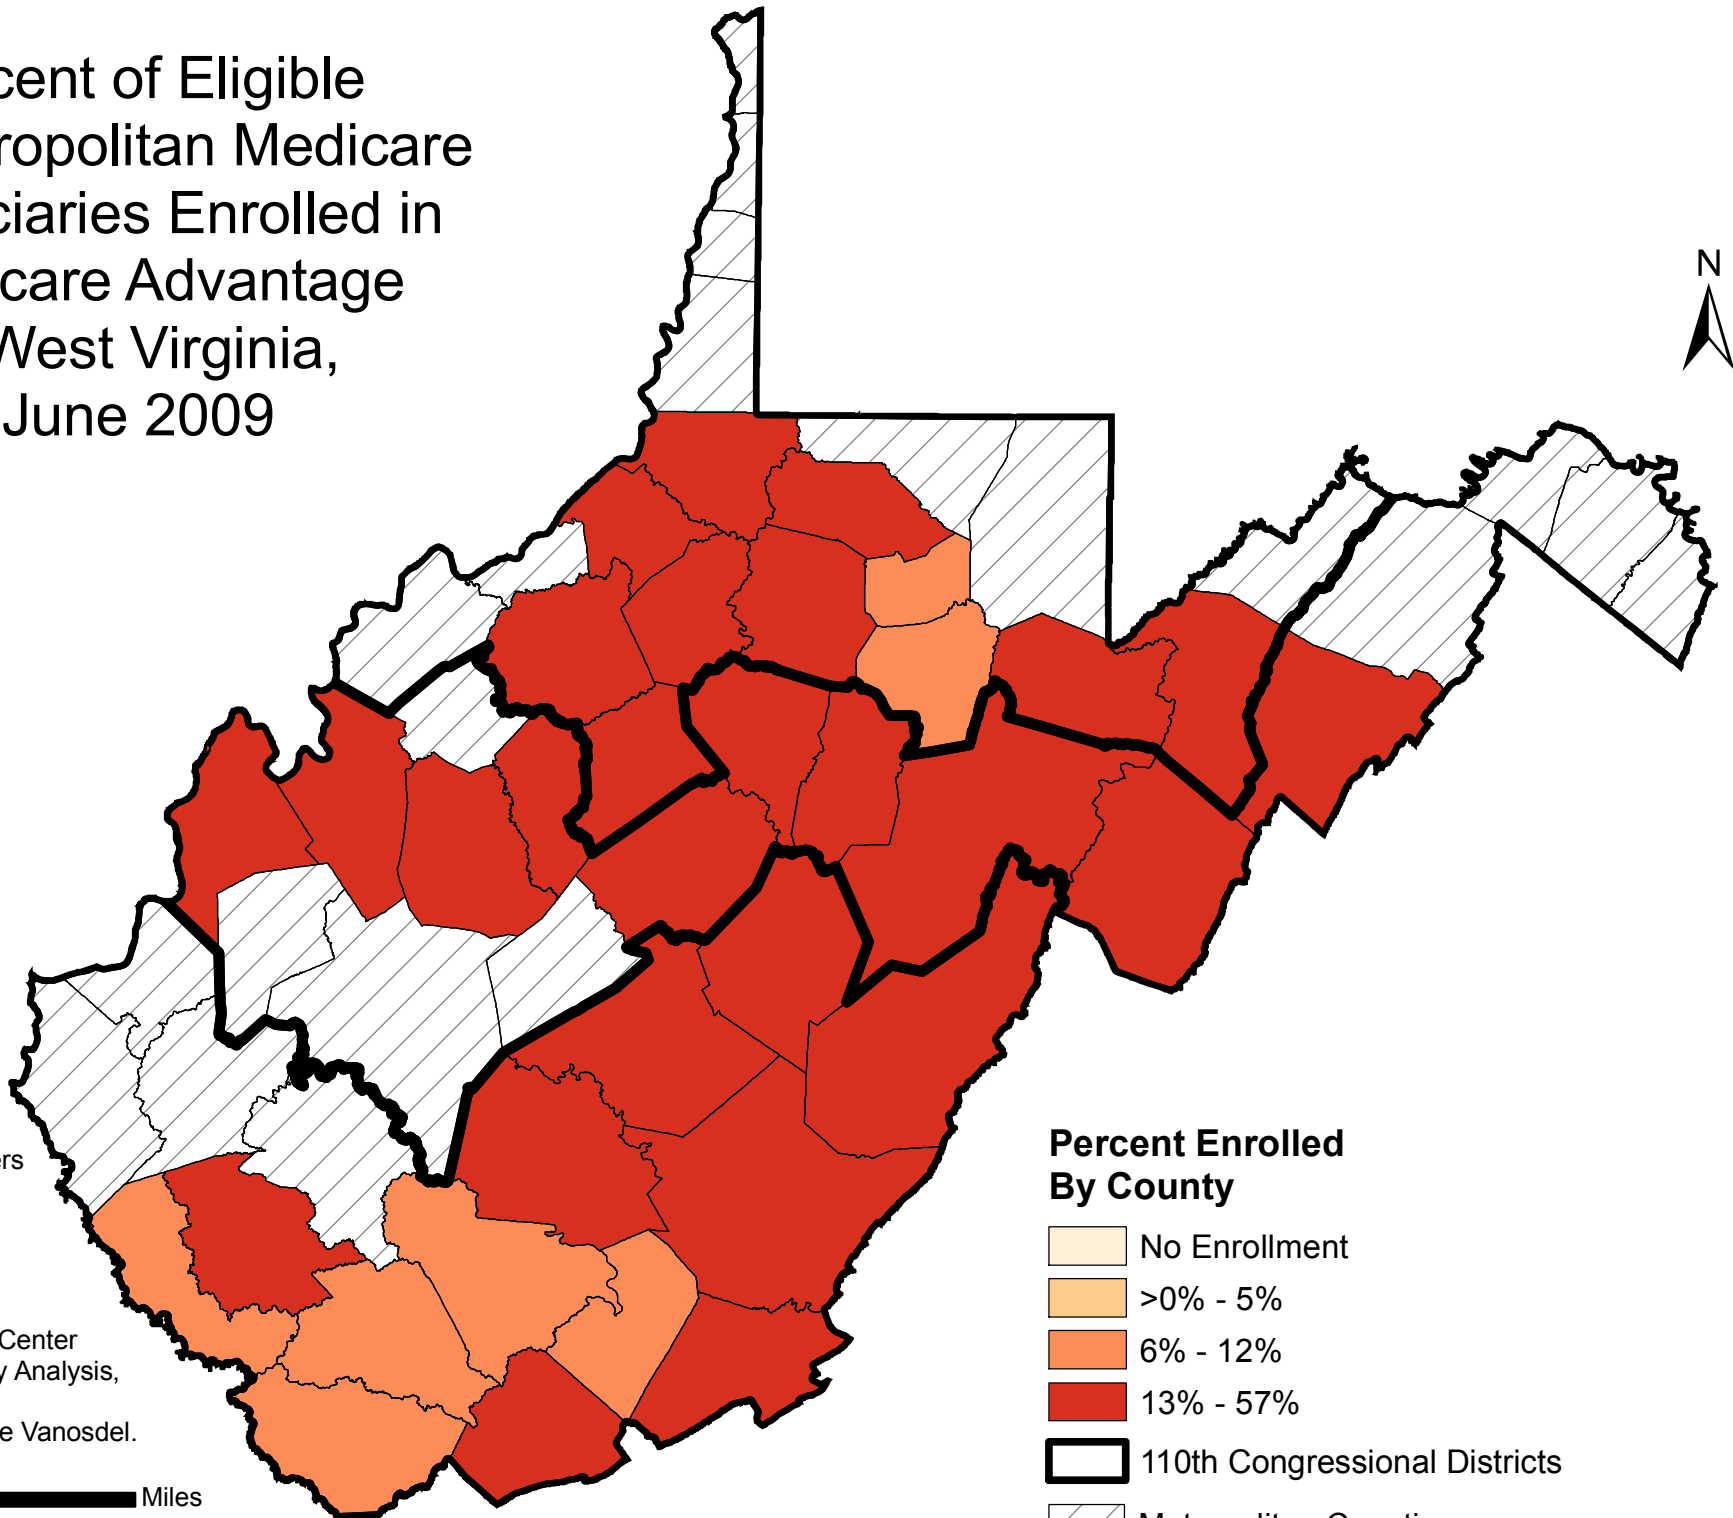 cent of Eligible
ropolitan Medicare
ciaries Enrolled in
care Advantage
West Virginia,
June 2009
N
ers
Center
y Analysis,
e Vanosdel.
Miles
Percent Enrolled
By County
No Enrollment
>0% - 5%
6% - 12%
13% - 57%
110th Congressional Districts